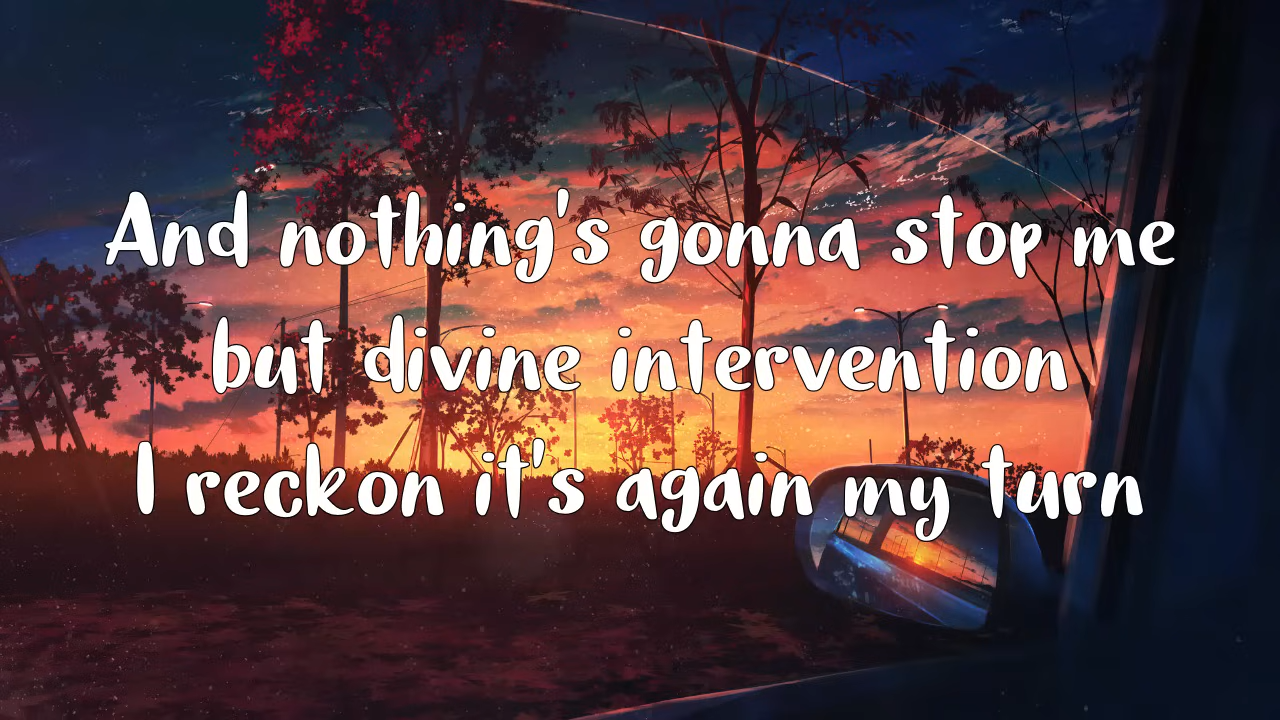 And nothing's gonna stop me
but divine intervention
I reckon it's again my turn